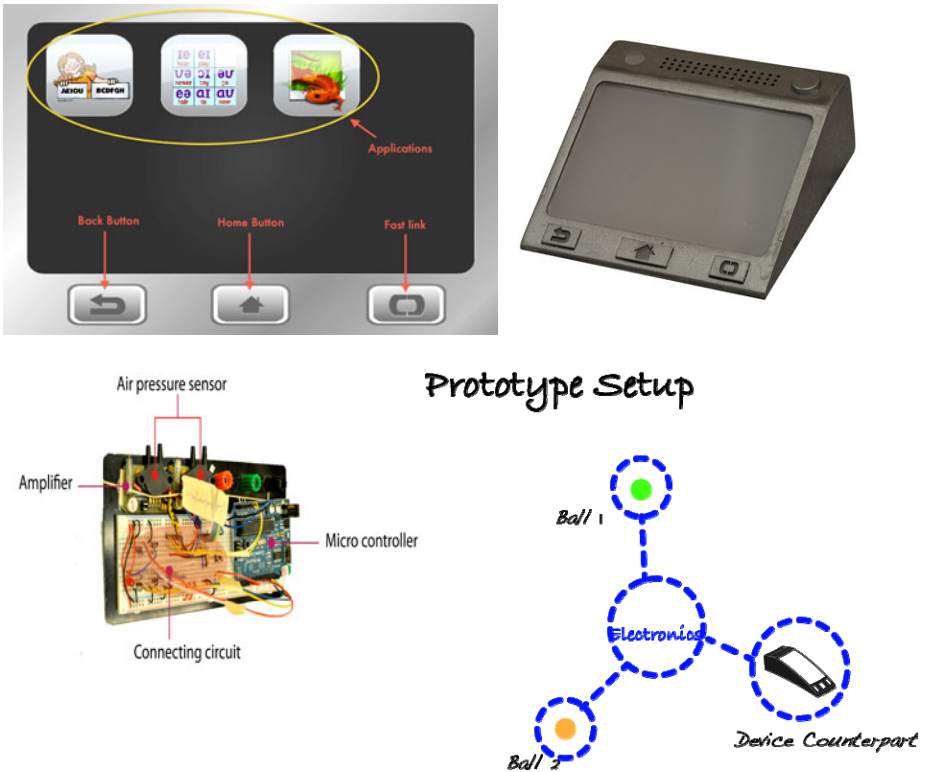 AEIOU BCDFGH
Applications
Back Button
Home Button
Fast link
Air pressure sensor
Prototype Setup
Amplifier
Ball 1
Micro controller
Electronics
Connecting circuit
Device Counterpart
Ball 2